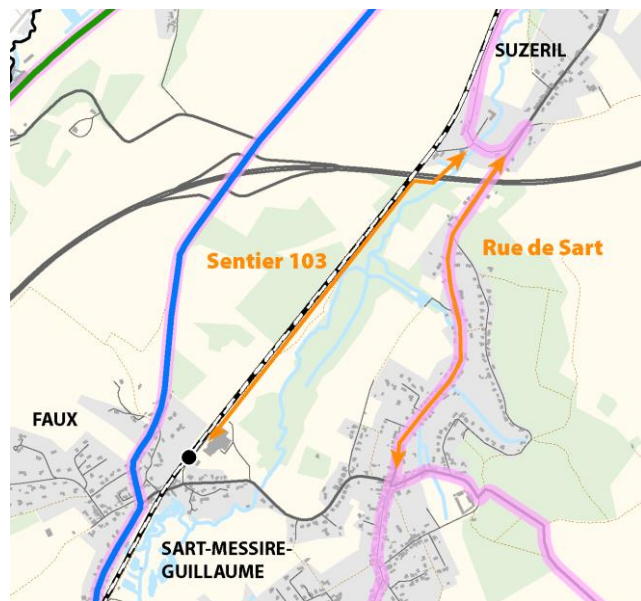 SUZERIL
Sentier 103
Rue de Sart
FAUX
SART-MESSIRE-
GUILLAUME